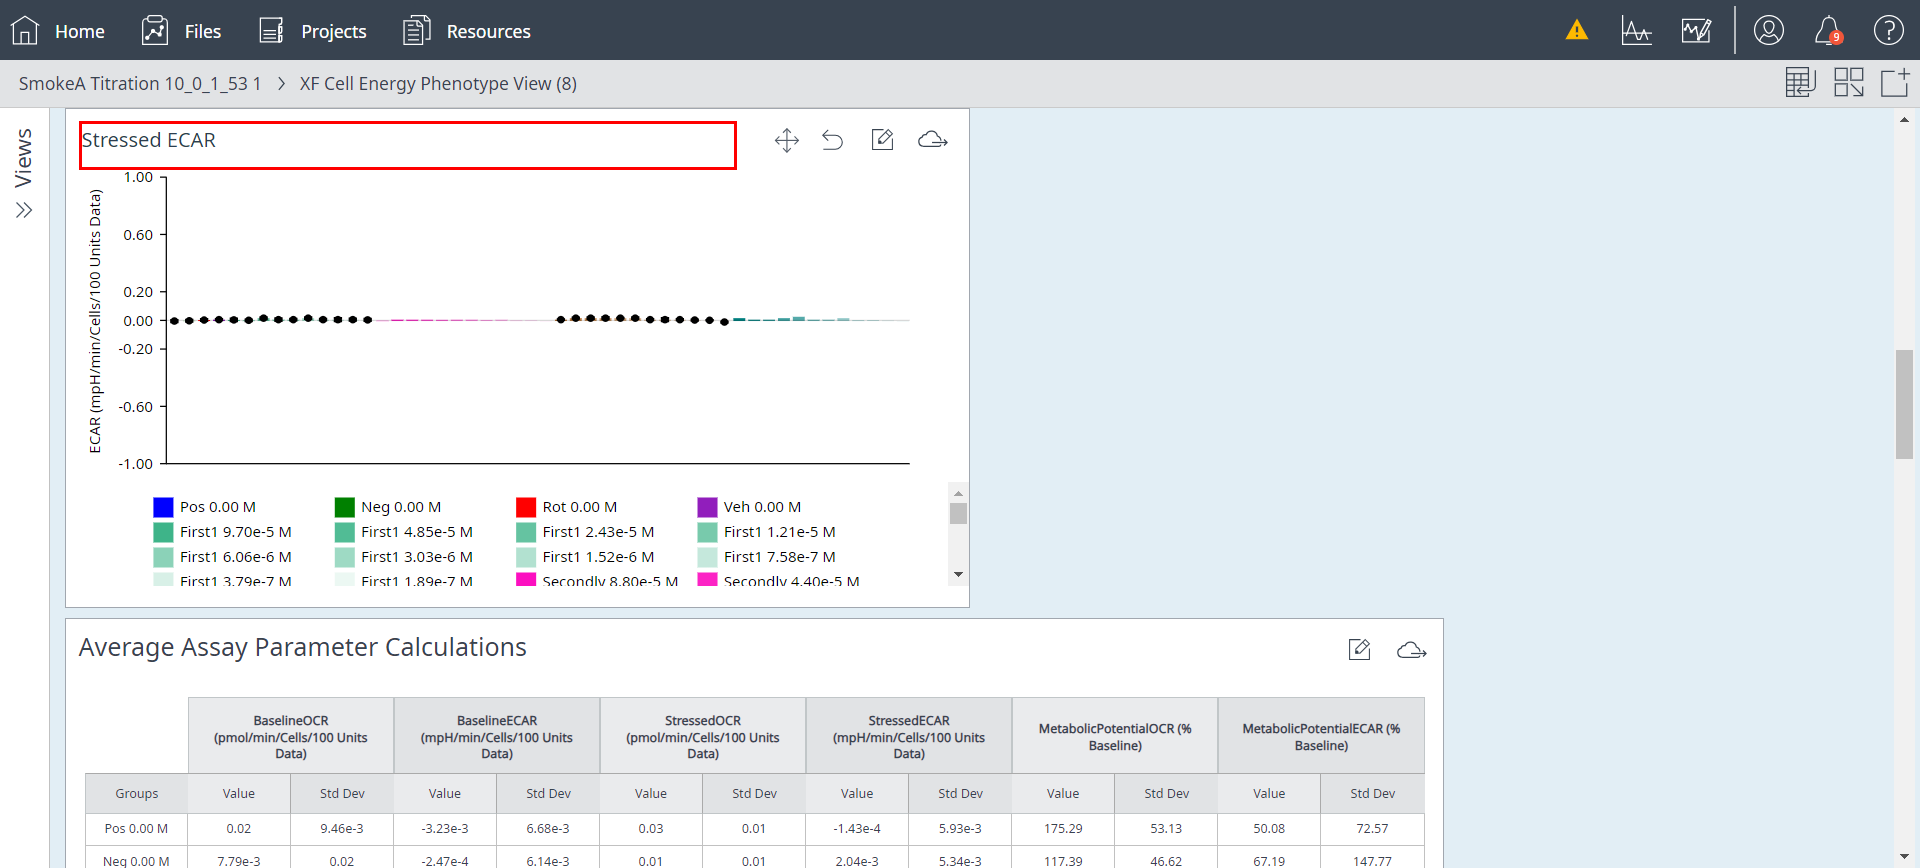 Home Files Projects Resources 9 ?
SmokeA Titration 10_0_1_53 1 > XF Cell Energy Phenotype View (8)
Views
Stressed ECAR
ECAR (mpH/min/Cells/100 Units Data)
1.00
0.60
0.20
0.00
-0.20
-0.60
-1.00
Pos 0.00 M Neg 0.00 M Rot 0.00 M Veh 0.00 M
First1 9.70e-5 M First1 4.85e-5 M First1 2.43e-5 M First1 1.21e-5 M
First1 6.06e-6 M First1 3.03e-6 M First1 1.52e-6 M First1 7.58e-7 M
First1 3.79e-7 M First1 1.89e-7 M Secondly 8.80e-5 M Secondly 4.40e-5 M
Average Assay Parameter Calculations
BaselineOCR (pmol/min/Cells/100 Units Data) BaselineECAR (mpH/min/Cells/100 Units Data) StressedOCR (pmol/min/Cells/100 Units Data) StressedECAR (mpH/min/Cells/100 Units Data) MetabolicPotentialOCR (% Baseline) MetabolicPotentialECAR (% Baseline)
Groups Value Std Dev Value Std Dev Value Std Dev Value Std Dev Value Std Dev Value Std Dev
Pos 0.00 M 0.02 9.46e-3 -3.23e-3 6.68e-3 0.03 0.01 -1.43e-4 5.93e-3 175.29 53.13 50.08 72.57
Neg 0.00 M 7.79e-3 0.02 -2.47e-4 6.14e-3 0.01 0.01 2.04e-3 5.34e-3 117.39 46.62 67.19 147.77